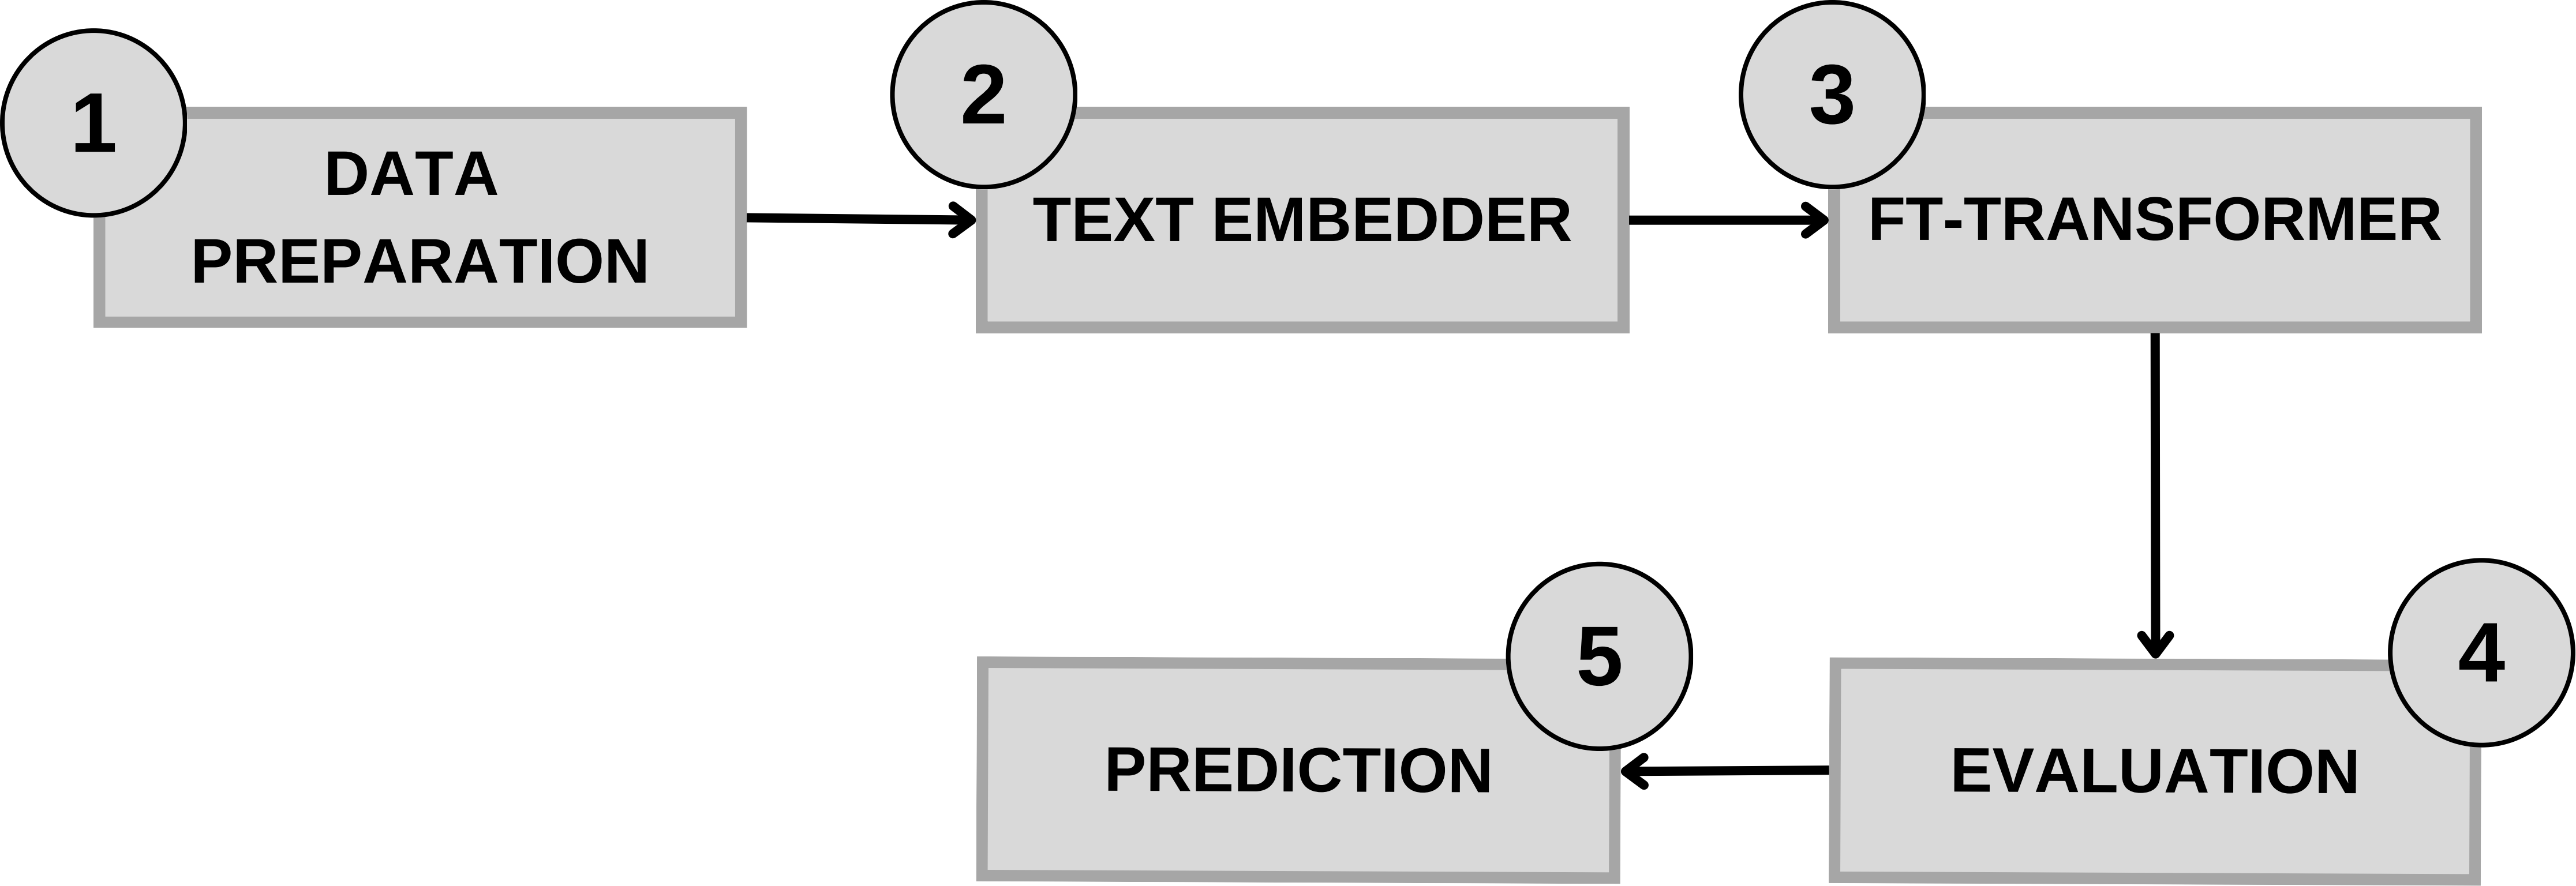 1
DATA
PREPARATION
2
TEXT EMBEDDER
3
FT-TRANSFORMER
4
EVALUATION
5
PREDICTION